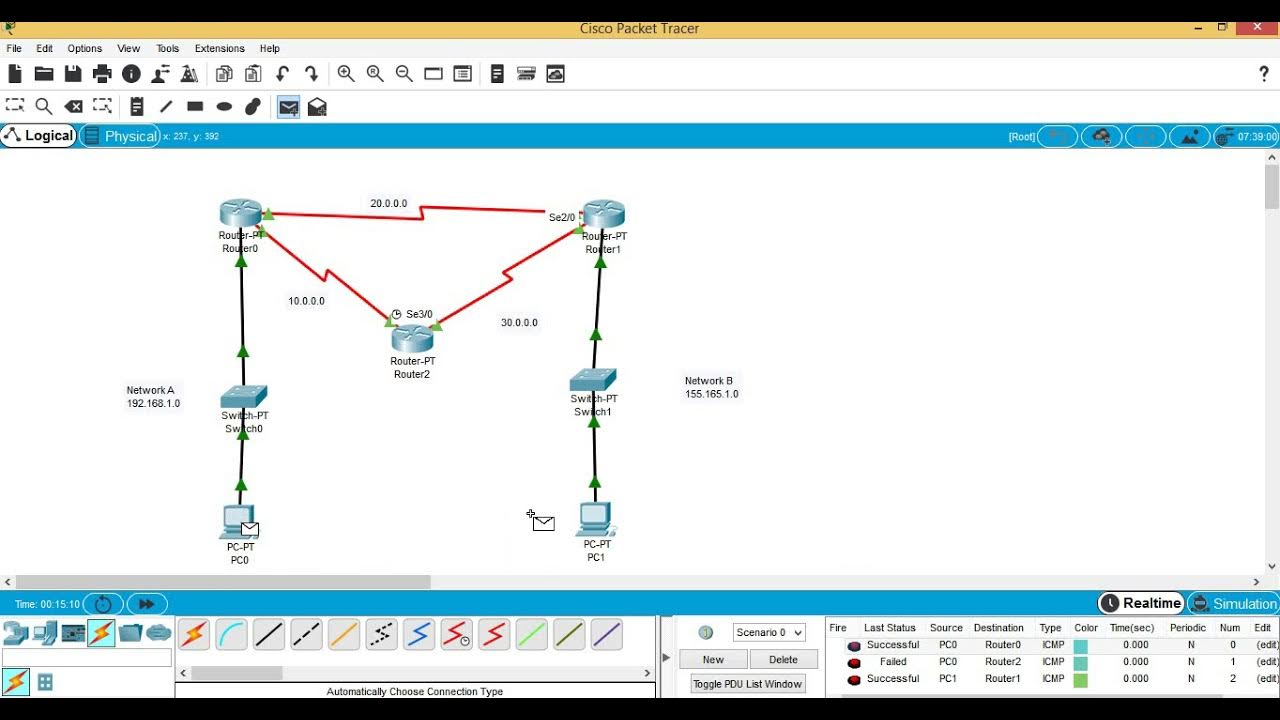 Cisco Packet Tracer
File Edit Options View Tools Extensions Help
?
Logical Physical x: 237, y: 392 [Root] 07:39:00
20.0.0.0
Se2/0
Router-PT
Router0
Router-PT
Router1
10.0.0.0
Se3/0
30.0.0.0
Router-PT
Router2
Network A
192.168.1.0
Switch-PT
Switch0
Switch-PT
Switch1
Network B
155.165.1.0
PC-PT
PC0
PC-PT
PC1
Time: 00:15:10 Realtime Simulation
Scenario 0
New Delete
Toggle PDU List Window
Fire Last Status Source Destination Type Color Time(sec) Periodic Num Edit
Successful PC0 Router0 ICMP 0.000 N 0 (edit)
Failed PC0 Router2 ICMP 0.000 N 1 (edit)
Successful PC1 Router1 ICMP 0.000 N 2 (edit)
Automatically Choose Connection Type